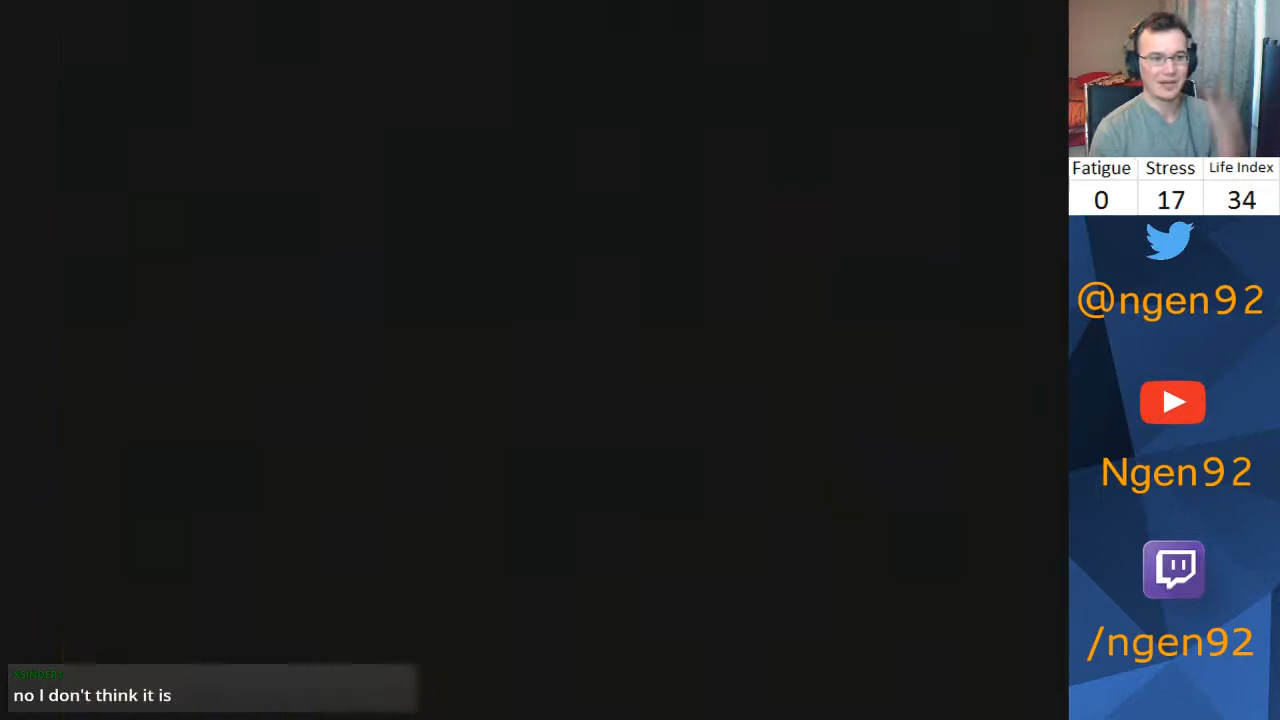 Fatigue Stress Life Index
0 17 34
@ngen92
Ngen92
/ngen92
no I don't think it is